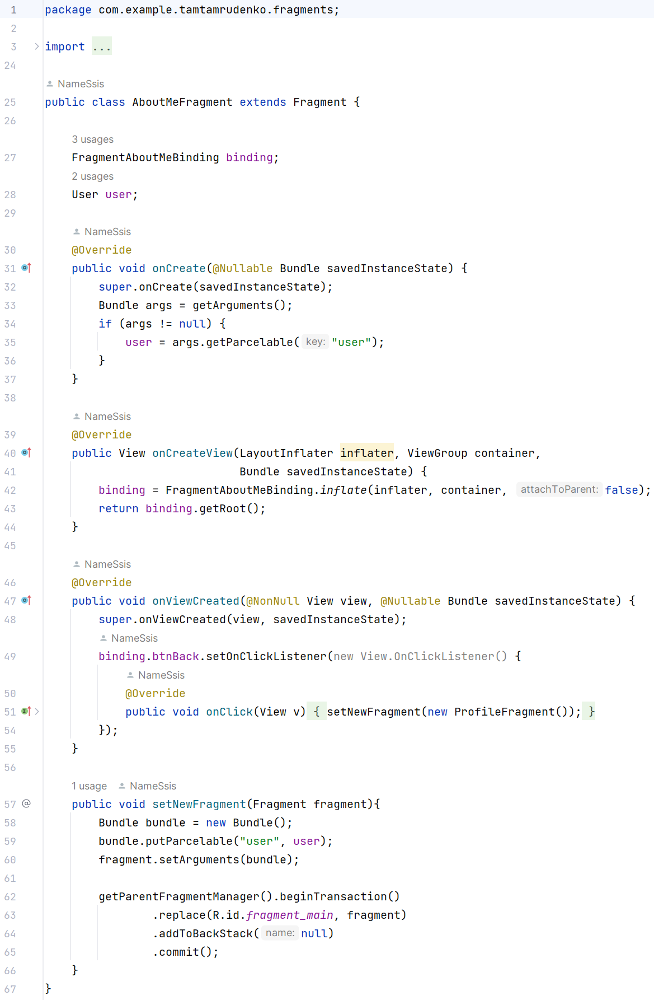 1 package com.example.tamtamrudenko.fragments;
2
3 import ...
24
NameSsis
25 public class AboutMeFragment extends Fragment {
26
3 usages
27 FragmentAboutMeBinding binding;
2 usages
28 User user;
29
NameSsis
30 @Override
31 public void onCreate(@Nullable Bundle savedInstanceState) {
32 super.onCreate(savedInstanceState);
33 Bundle args = getArguments();
34 if (args != null) {
35 user = args.getParcelable( key: "user");
36 }
37 }
38
NameSsis
39 @Override
40 public View onCreateView(LayoutInflater inflater, ViewGroup container,
41 Bundle savedInstanceState) {
42 binding = FragmentAboutMeBinding.inflate(inflater, container, attachToParent: false);
43 return binding.getRoot();
44 }
45
NameSsis
46 @Override
47 public void onViewCreated(@NonNull View view, @Nullable Bundle savedInstanceState) {
48 super.onViewCreated(view, savedInstanceState);
NameSsis
49 binding.btnBack.setOnClickListener(new View.OnClickListener() {
NameSsis
50 @Override
51 public void onClick(View v) { setNewFragment(new ProfileFragment()); }
54 });
55 }
56
1 usage NameSsis
57 @ public void setNewFragment(Fragment fragment){
58 Bundle bundle = new Bundle();
59 bundle.putParcelable("user", user);
60 fragment.setArguments(bundle);
61
62 getParentFragmentManager().beginTransaction()
63 .replace(R.id.fragment_main, fragment)
64 .addToBackStack( name: null)
65 .commit();
66 }
67 }